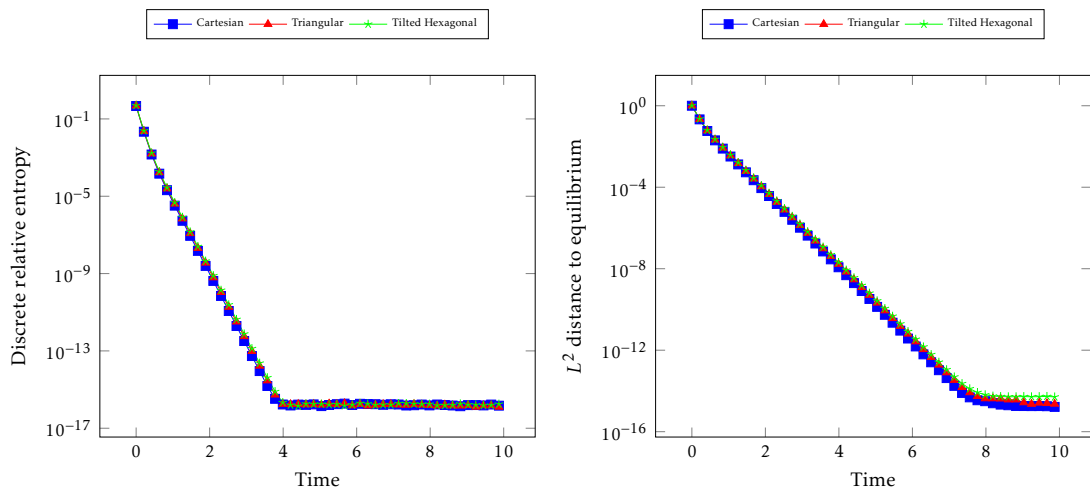 Cartesian Triangular Tilted Hexagonal
10^−1
10^−5
10^−9
10^−13
10^−17
Discrete relative entropy
0 2 4 6 8 10
Time
Cartesian Triangular Tilted Hexagonal
10^0
10^−4
10^−8
10^−12
10^−16
L^2 distance to equilibrium
0 2 4 6 8 10
Time